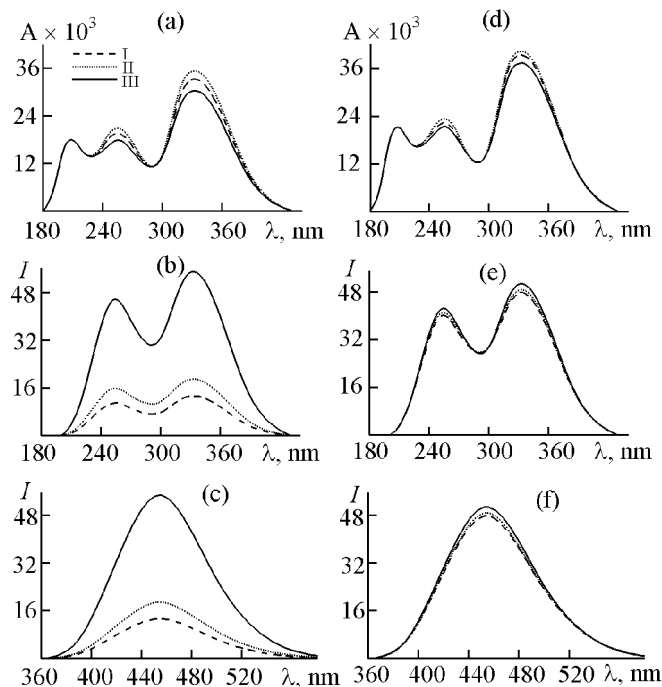 (a)
A × 10³
36
24
12
I
II
III
180 240 300 360 λ, nm
(d)
A × 10³
36
24
12
180 240 300 360 λ, nm
(b)
I
48
32
16
180 240 300 360 λ, nm
(e)
I
48
32
16
180 240 300 360 λ, nm
(c)
I
48
32
16
360 400 440 480 520 λ, nm
(f)
I
48
32
16
360 400 440 480 520 λ, nm